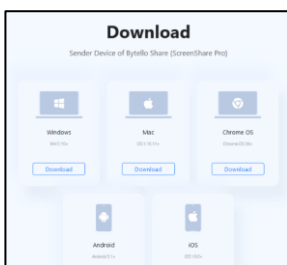 Download
Sender Device of Bytello Share (ScreenShare Pro)
Windows
Mac
Chrome OS
Download
Download
Download
Android
iOS